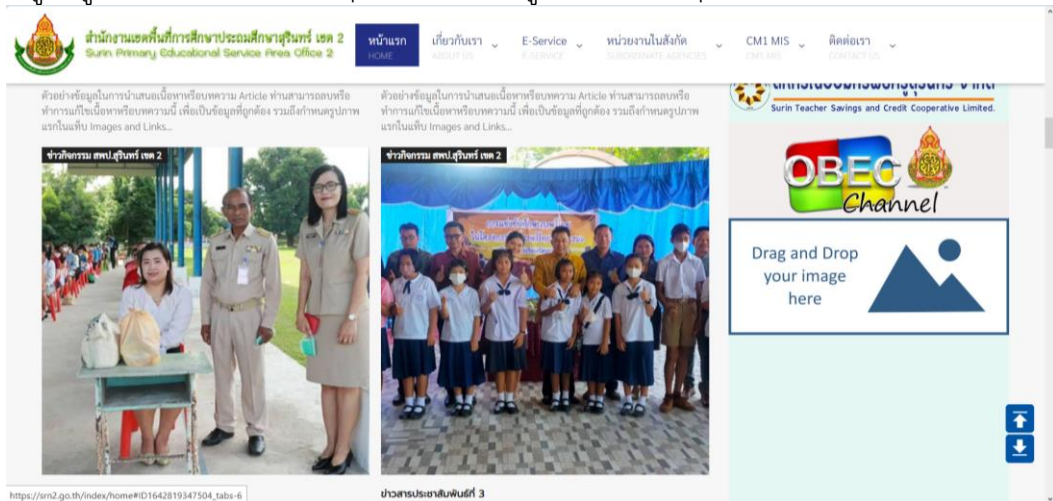 สำนักงานเขตพื้นที่การศึกษาประถมศึกษาสุรินทร์ เขต 2
Surin Primary Educational Service Area Office 2
หน้าแรก
HOME
เกี่ยวกับเรา
ABOUT US
E-Service
E-SERVICE
หน่วยงานในสังกัด
SUBORDINATE AGENCIES
CM1 MIS
CM1 MIS
ติดต่อเรา
CONTACT US
ตัวอย่างข้อมูลในการนำเสนอเนื้อหาหรือบทความ Article ท่านสามารถลบหรือ
ทำการแก้ไขเนื้อหาหรือบทความนี้ เพื่อเป็นข้อมูลที่ถูกต้อง รวมถึงกำหนดรูปภาพ
แรกในแท็บ Images and Links...
ตัวอย่างข้อมูลในการนำเสนอเนื้อหาหรือบทความ Article ท่านสามารถลบหรือ
ทำการแก้ไขเนื้อหาหรือบทความนี้ เพื่อเป็นข้อมูลที่ถูกต้อง รวมถึงกำหนดรูปภาพ
แรกในแท็บ Images and Links...
Surin Teacher Savings and Credit Cooperative Limited.
ข่าวกิจกรรม สพป.สุรินทร์ เขต 2
ข่าวกิจกรรม สพป.สุรินทร์ เขต 2
OBEC
Channel
Drag and Drop
your image
here
ข่าวสารประชาสัมพันธ์ที่ 3
https://srn2.go.th/index/home#ID1642819347504_tabs-6